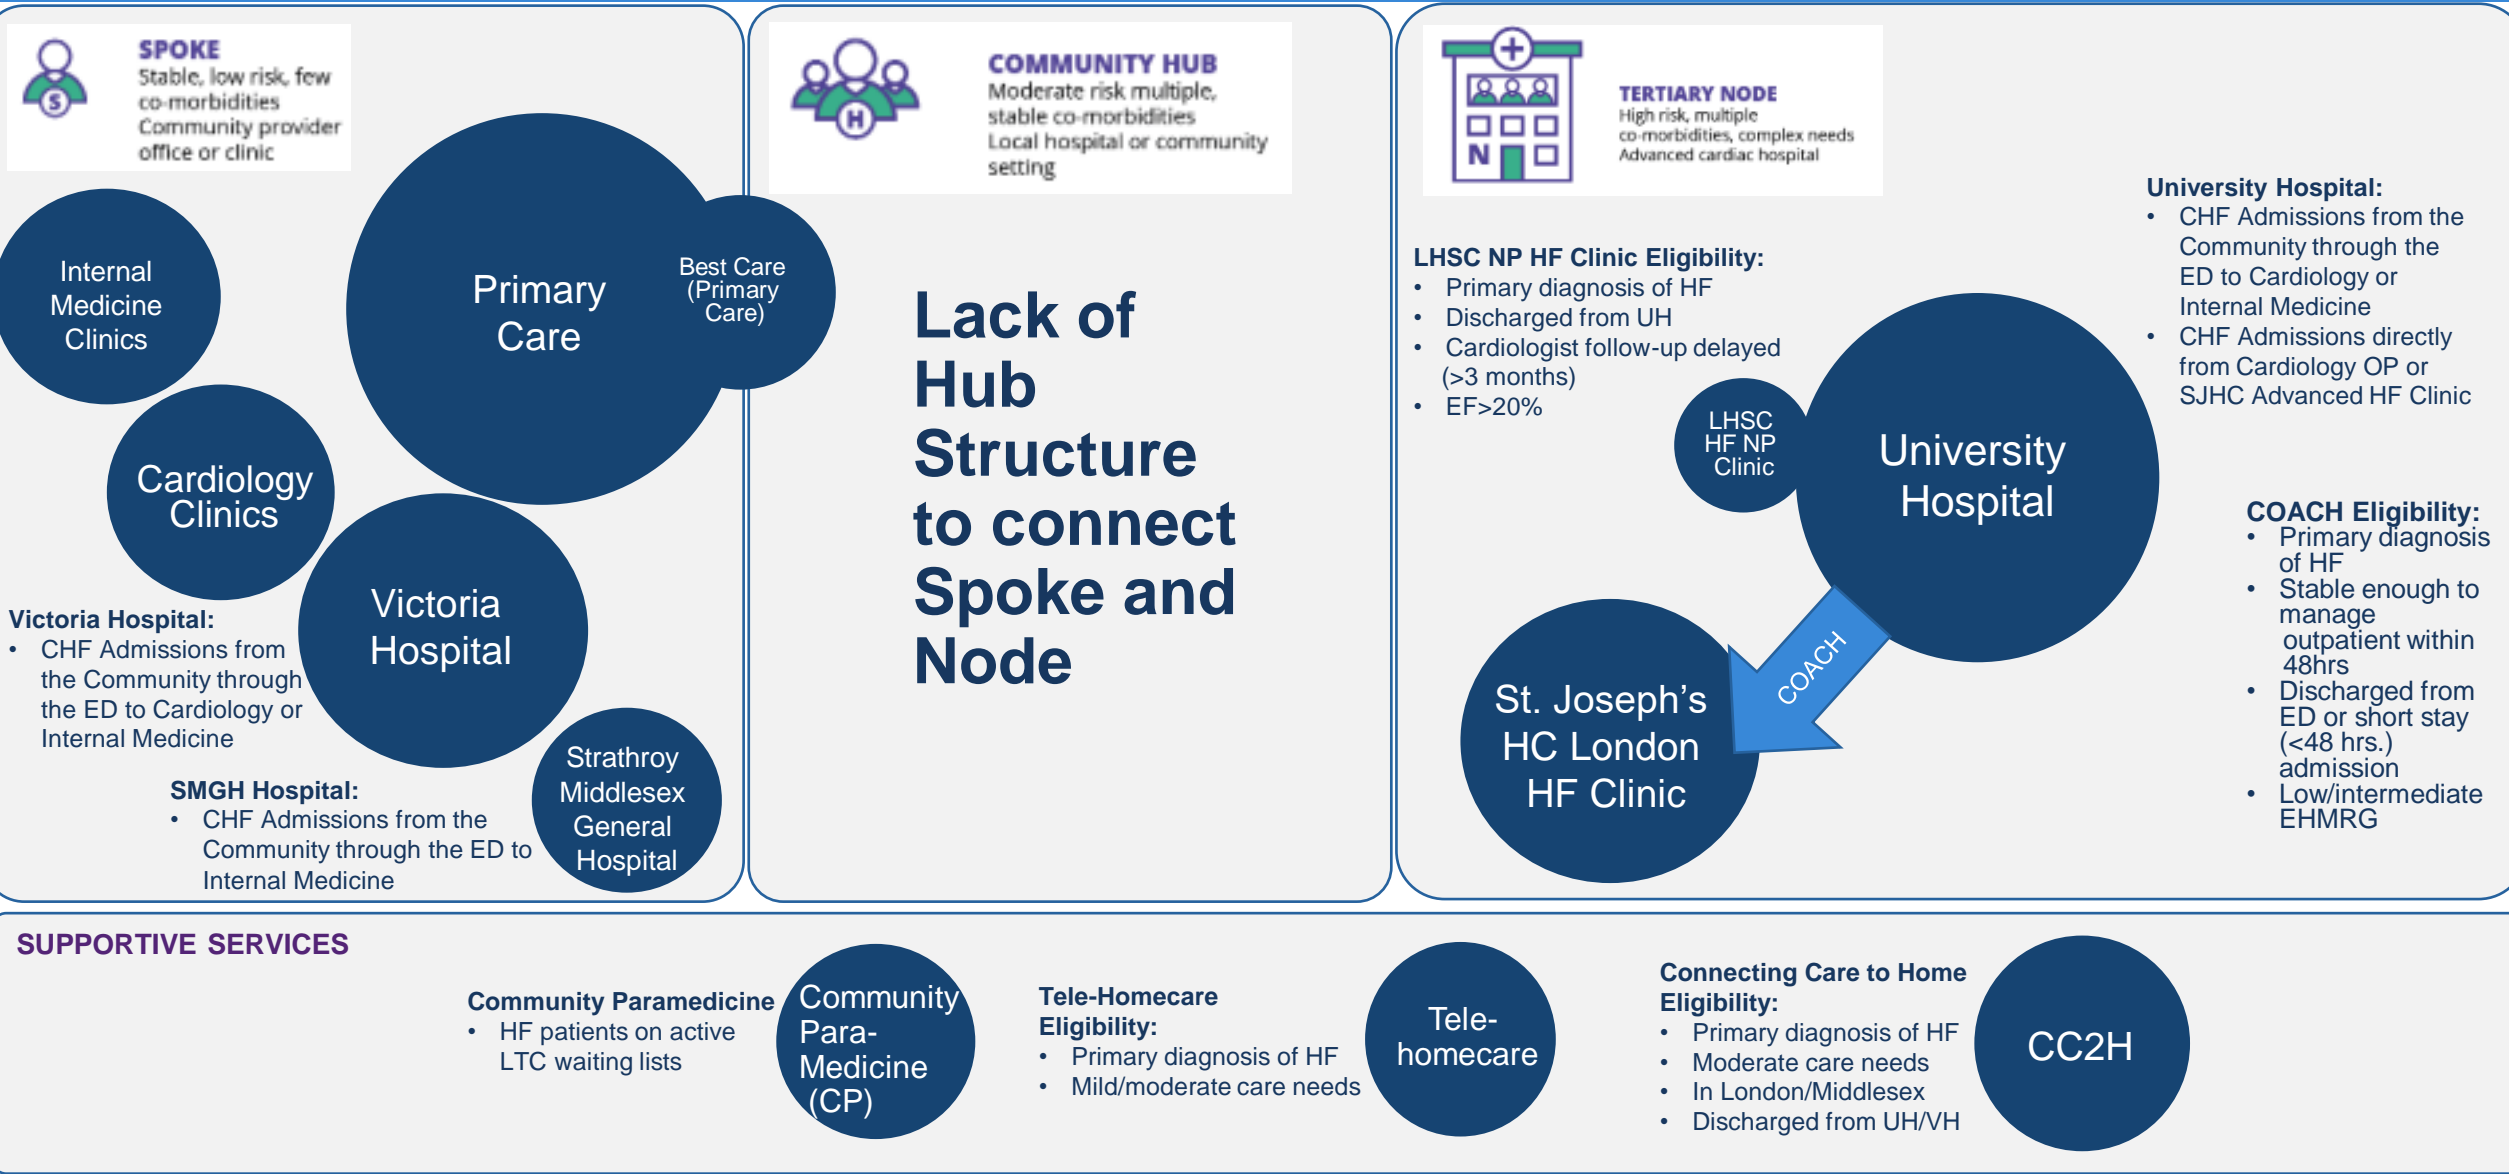 SPOKE
Stable, low risk, few
co-morbidities
Community provider
office or clinic
S
Internal
Medicine
Clinics
Primary
Care
Best Care
(Primary
Care)
Cardiology
Clinics
Victoria
Hospital
Victoria Hospital:
• CHF Admissions from
the Community through
the ED to Cardiology or
Internal Medicine
SMGH Hospital:
• CHF Admissions from the
Community through the ED to
Internal Medicine
Strathroy
Middlesex
General
Hospital
COMMUNITY HUB
Moderate risk multiple,
stable co-morbidities
Local hospital or community
setting
H
Lack of
Hub
Structure
to connect
Spoke and
Node
TERTIARY NODE
High risk, multiple
co-morbidities, complex needs
Advanced cardiac hospital
N
LHSC NP HF Clinic Eligibility:
• Primary diagnosis of HF
• Discharged from UH
• Cardiologist follow-up delayed
(>3 months)
• EF>20%
LHSC
HF NP
Clinic
University
Hospital
University Hospital:
• CHF Admissions from the
Community through the
ED to Cardiology or
Internal Medicine
• CHF Admissions directly
from Cardiology OP or
SJHC Advanced HF Clinic
COACH
St. Joseph’s
HC London
HF Clinic
COACH Eligibility:
• Primary diagnosis
of HF
• Stable enough to
manage
outpatient within
48hrs
• Discharged from
ED or short stay
(<48 hrs.)
admission
• Low/intermediate
EHMRG
SUPPORTIVE SERVICES
Community Paramedicine
• HF patients on active
LTC waiting lists
Community
Para-
Medicine
(CP)
Tele-Homecare
Eligibility:
• Primary diagnosis of HF
• Mild/moderate care needs
Tele-
homecare
Connecting Care to Home
Eligibility:
• Primary diagnosis of HF
• Moderate care needs
• In London/Middlesex
• Discharged from UH/VH
CC2H